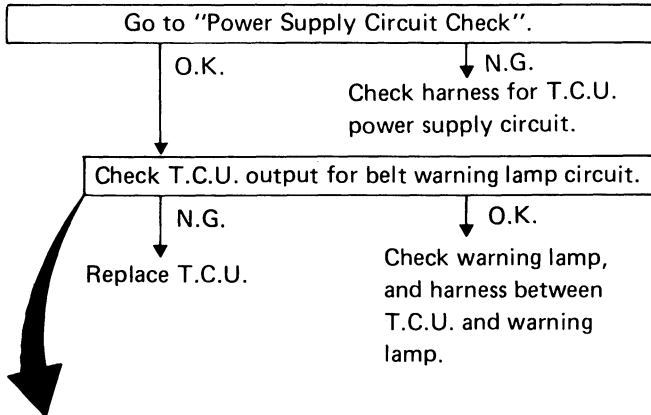 Go to "Power Supply Circuit Check".
O.K.
N.G.
Check harness for T.C.U.
power supply circuit.
Check T.C.U. output for belt warning lamp circuit.
N.G.
Replace T.C.U.
O.K.
Check warning lamp,
and harness between
T.C.U. and warning
lamp.